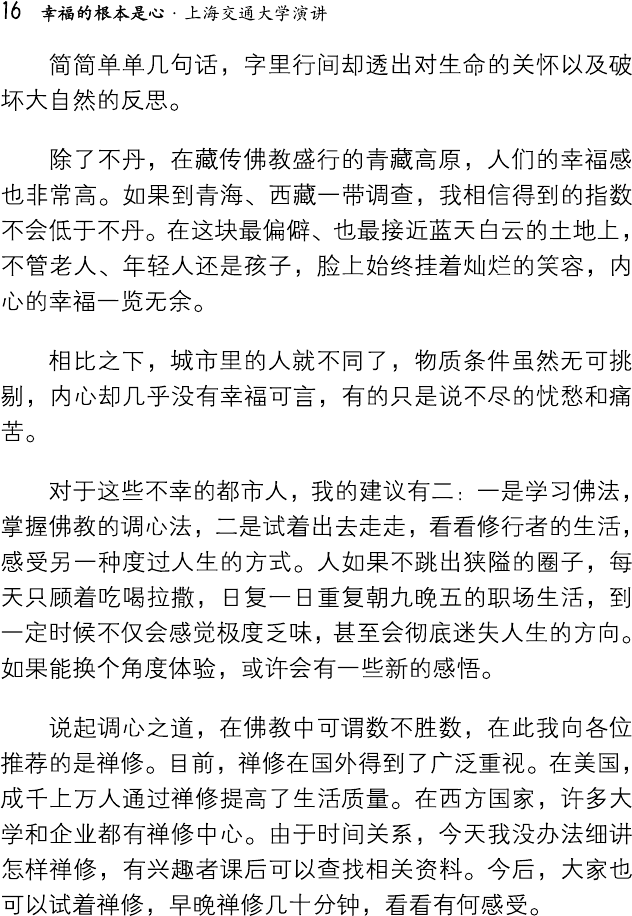 16 幸福的根本是心·上海交通大学演讲
简简单单几句话，字里行间却透出对生命的关怀以及破
坏大自然的反思。
除了不丹，在藏传佛教盛行的青藏高原，人们的幸福感
也非常高。如果到青海、西藏一带调查，我相信得到的指数
不会低于不丹。在这块最偏僻、也最接近蓝天白云的土地上，
不管老人、年轻人还是孩子，脸上始终挂着灿烂的笑容，内
心的幸福一览无余。
相比之下，城市里的人就不同了，物质条件虽然无可挑
剔，内心却几乎没有幸福可言，有的只是说不尽的忧愁和痛
苦。
对于这些不幸的都市人，我的建议有二：一是学习佛法，
掌握佛教的调心法，二是试着出去走走，看看修行者的生活，
感受另一种度过人生的方式。人如果不跳出狭隘的圈子，每
天只顾着吃喝拉撒，日复一日重复朝九晚五的职场生活，到
一定时候不仅会感觉极度乏味，甚至会彻底迷失人生的方向。
如果能换个角度体验，或许会有一些新的感悟。
说起调心之道，在佛教中可谓数不胜数，在此我向各位
推荐的是禅修。目前，禅修在国外得到了广泛重视。在美国，
成千上万人通过禅修提高了生活质量。在西方国家，许多大
学和企业都有禅修中心。由于时间关系，今天我没办法细讲
怎样禅修，有兴趣者课后可以查找相关资料。今后，大家也
可以试着禅修，早晚禅修几十分钟，看看有何感受。